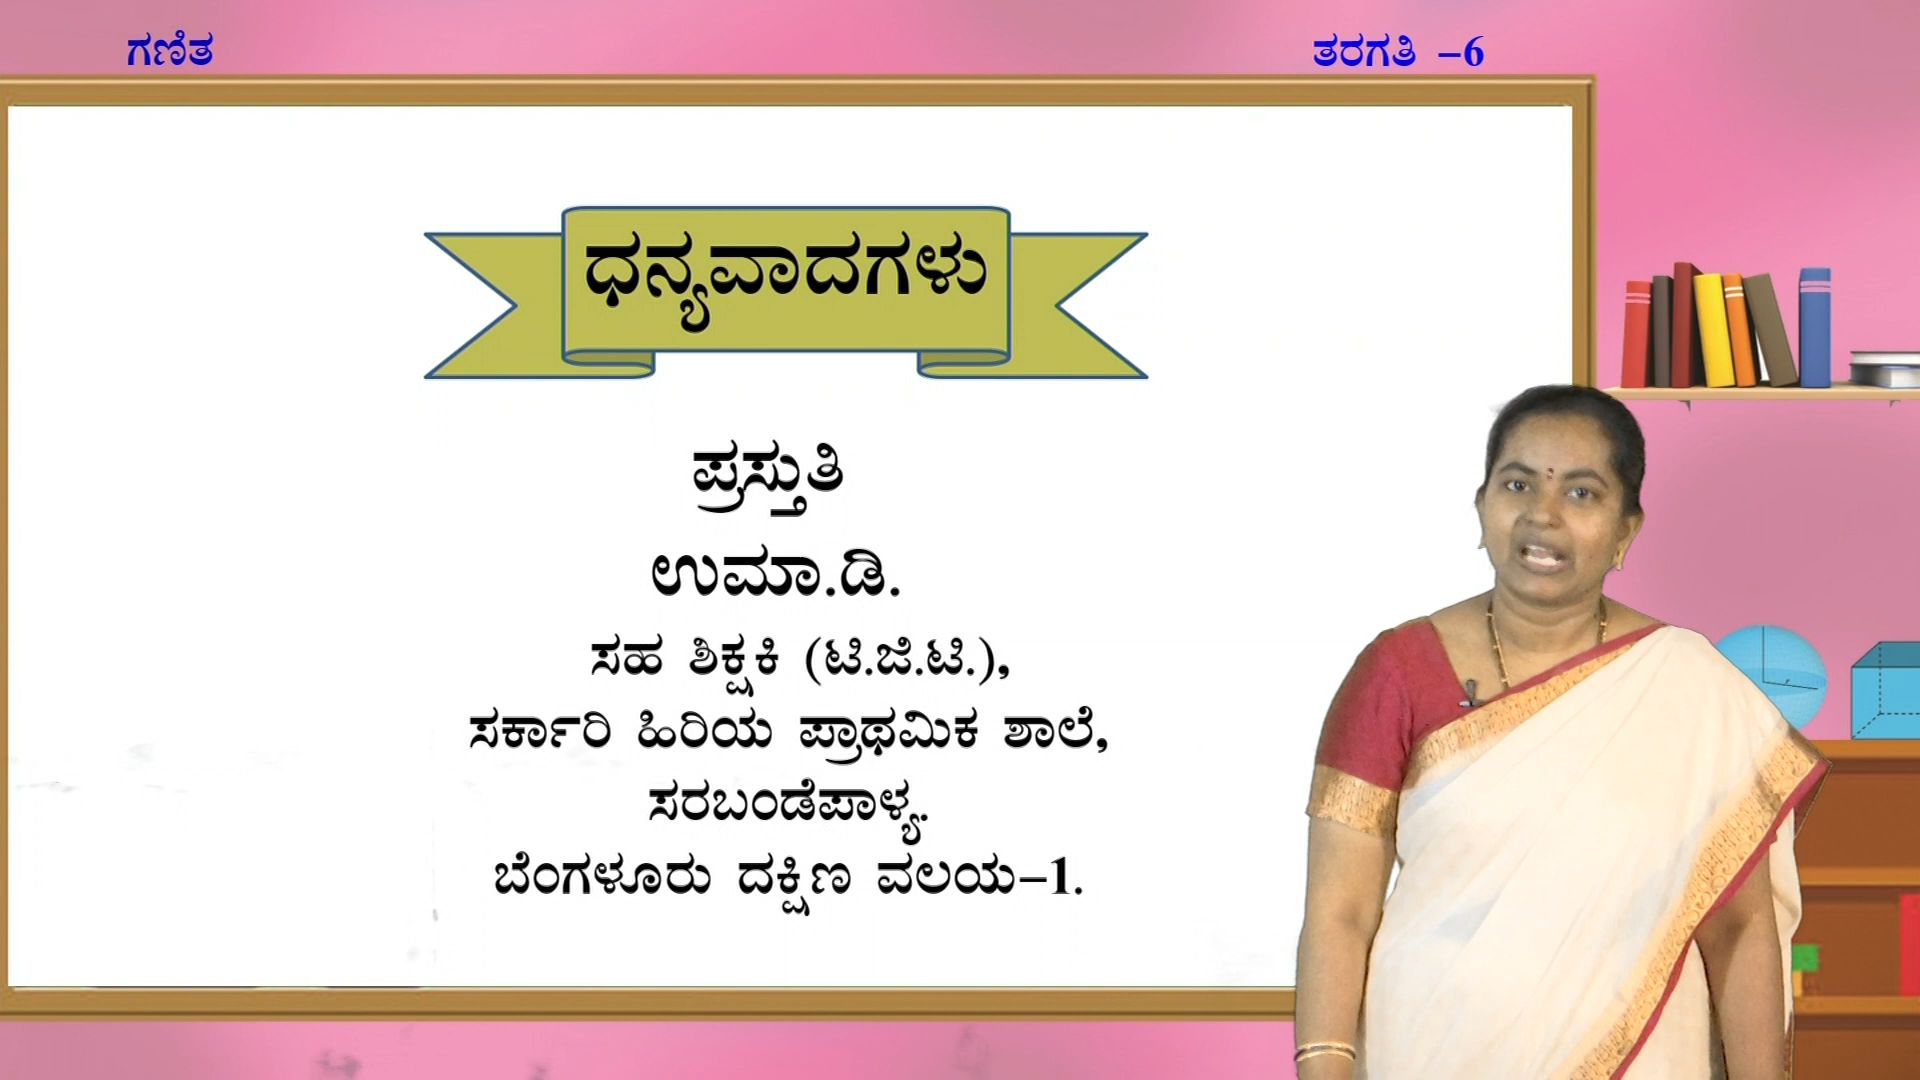 ಗಣಿತ
ತರಗತಿ –6
ಧನ್ಯವಾದಗಳು
ಪ್ರಸ್ತುತಿ
ಉಮಾ.ಡಿ.
ಸಹ ಶಿಕ್ಷಕಿ (ಟಿ.ಜಿ.ಟಿ.),
ಸರ್ಕಾರಿ ಹಿರಿಯ ಪ್ರಾಥಮಿಕ ಶಾಲೆ,
ಸರಬಂಡೆಪಾಳ್ಯ.
ಬೆಂಗಳೂರು ದಕ್ಷಿಣ ವಲಯ–1.